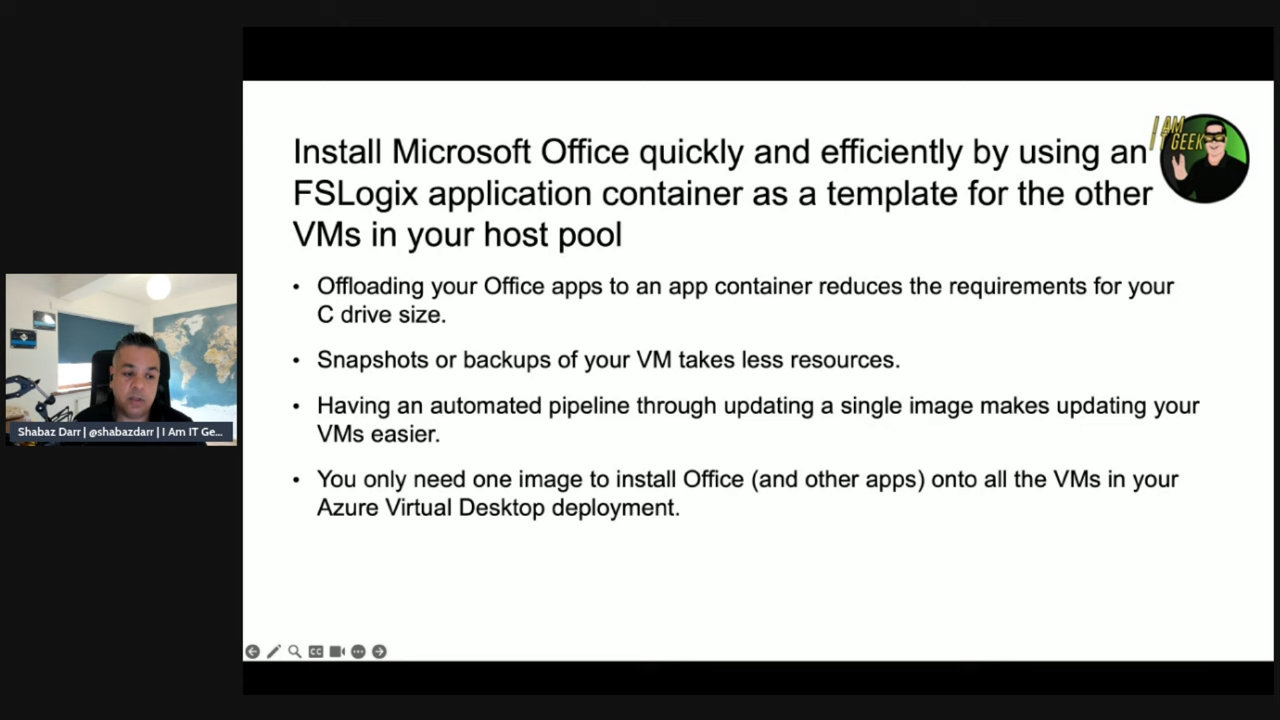 I AM
IT GEEK
Install Microsoft Office quickly and efficiently by using an
FSLogix application container as a template for the other
VMs in your host pool
• Offloading your Office apps to an app container reduces the requirements for your
C drive size.
• Snapshots or backups of your VM takes less resources.
• Having an automated pipeline through updating a single image makes updating your
VMs easier.
• You only need one image to install Office (and other apps) onto all the VMs in your
Azure Virtual Desktop deployment.
Shabaz Darr | @shabazdarr | I Am IT Ge...
CC